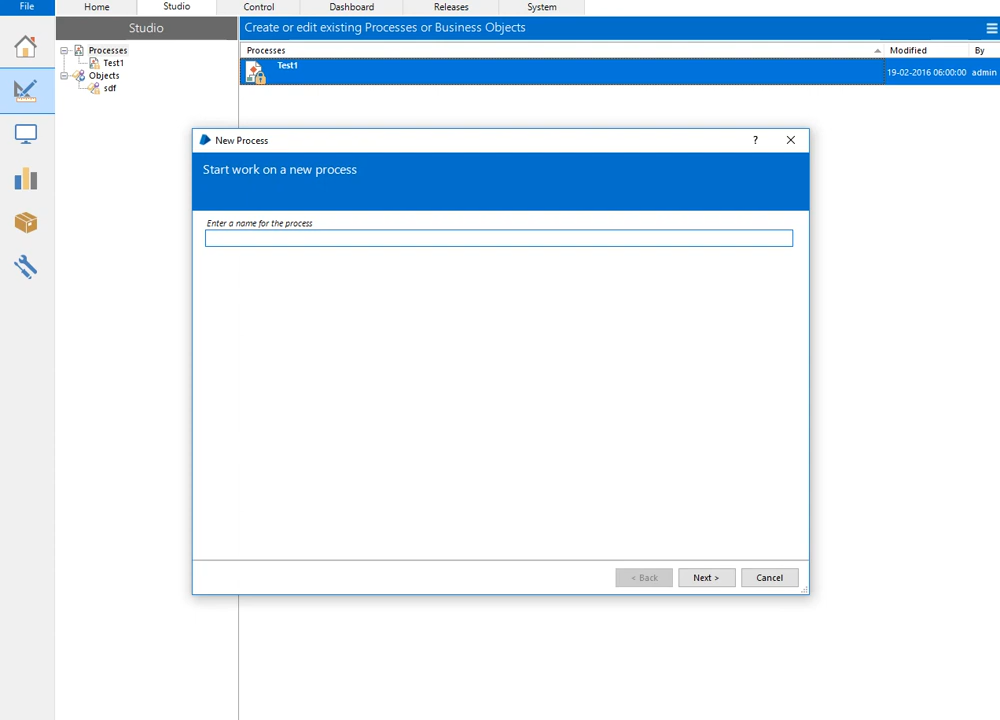 File Home Studio Control Dashboard Releases System
Studio Create or edit existing Processes or Business Objects
Processes Processes Modified By
Test1 Test1 19-02-2016 06:00:00 admin
Objects
sdf
New Process ?
Start work on a new process
Enter a name for the process
< Back Next > Cancel